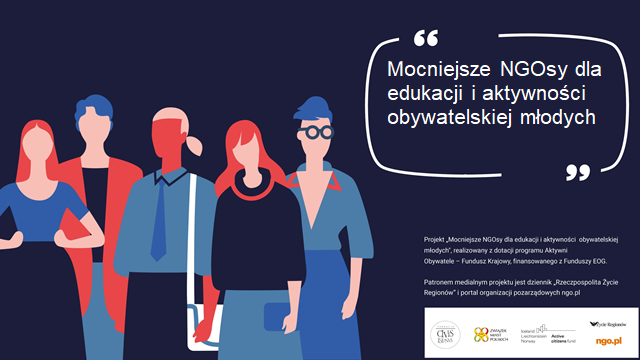 Mocniejsze NGOsy dla
edukacji i aktywności
obywatelskiej młodych
Projekt „Mocniejsze NGOsy dla edukacji i aktywności obywatelskiej
młodych", realizowany z dotacji programu Aktywni
Obywatele – Fundusz Krajowy, finansowanego z Funduszy EOG.
Patronem medialnym projektu jest dziennik „Rzeczpospolita Życie
Regionów" i portal organizacji pozarządowych ngo.pl
CIVIS
ZWIĄZEK
MIAST
POLSKICH
Iceland
Liechtenstein
Norway
Active
citizens fund
Życie Regionów
ngo.pl